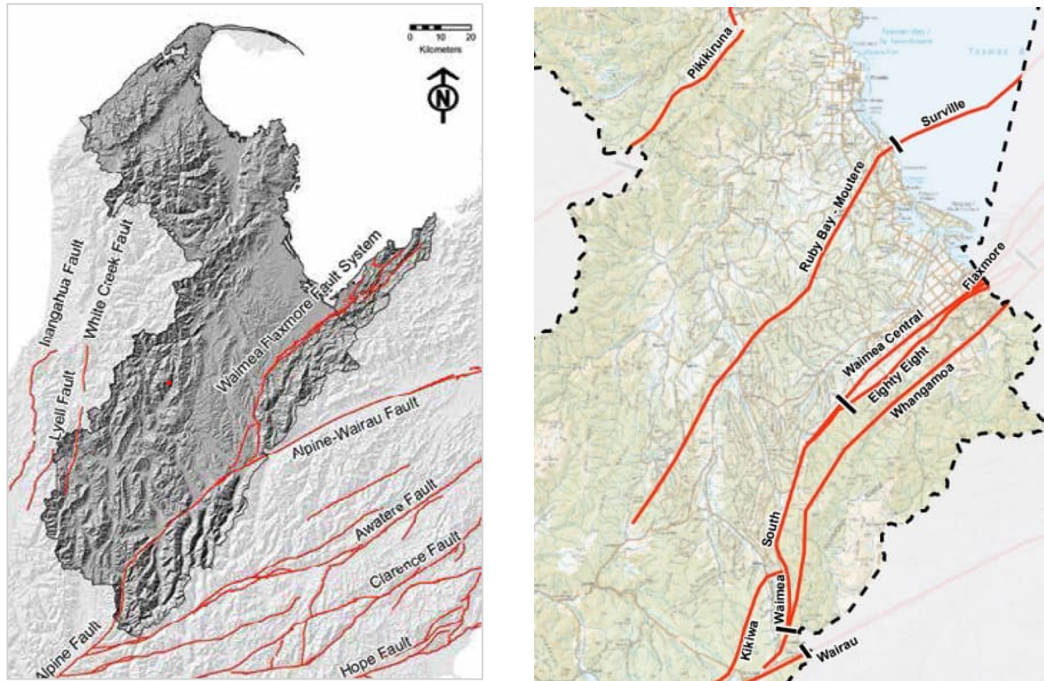 0 10 20
Kilometers
N
Inangahua Fault
White Creek Fault
Lyell Fault
Waimea Flaxmore Fault System
Alpine-Wairau Fault
Awatere Fault
Clarence Fault
Hope Fault
Alpine Fault
Pikikiruna
Surville
Ruby Bay - Moutere
Flaxmore
Waimea Central
Eighty Eight
Whangamoa
South
Waimea
Kikiwa
Wairau